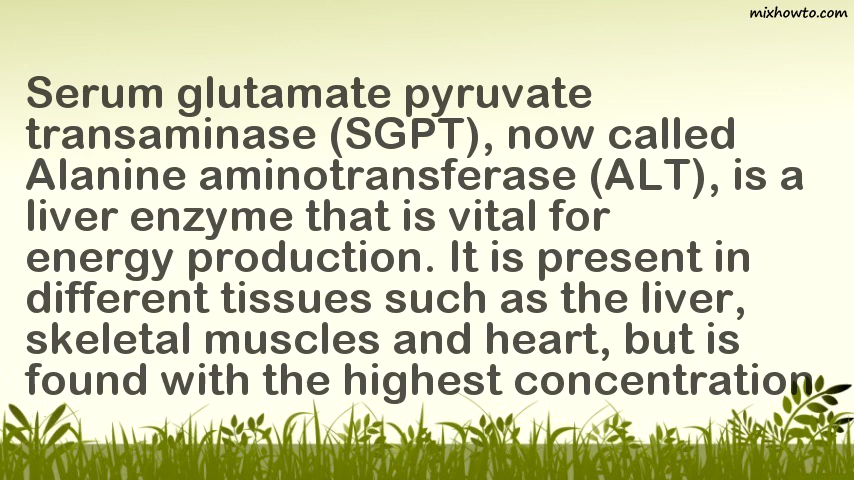 mixhowto.com
Serum glutamate pyruvate
transaminase (SGPT), now called
Alanine aminotransferase (ALT), is a
liver enzyme that is vital for
energy production. It is present in
different tissues such as the liver,
skeletal muscles and heart, but is
found with the highest concentration